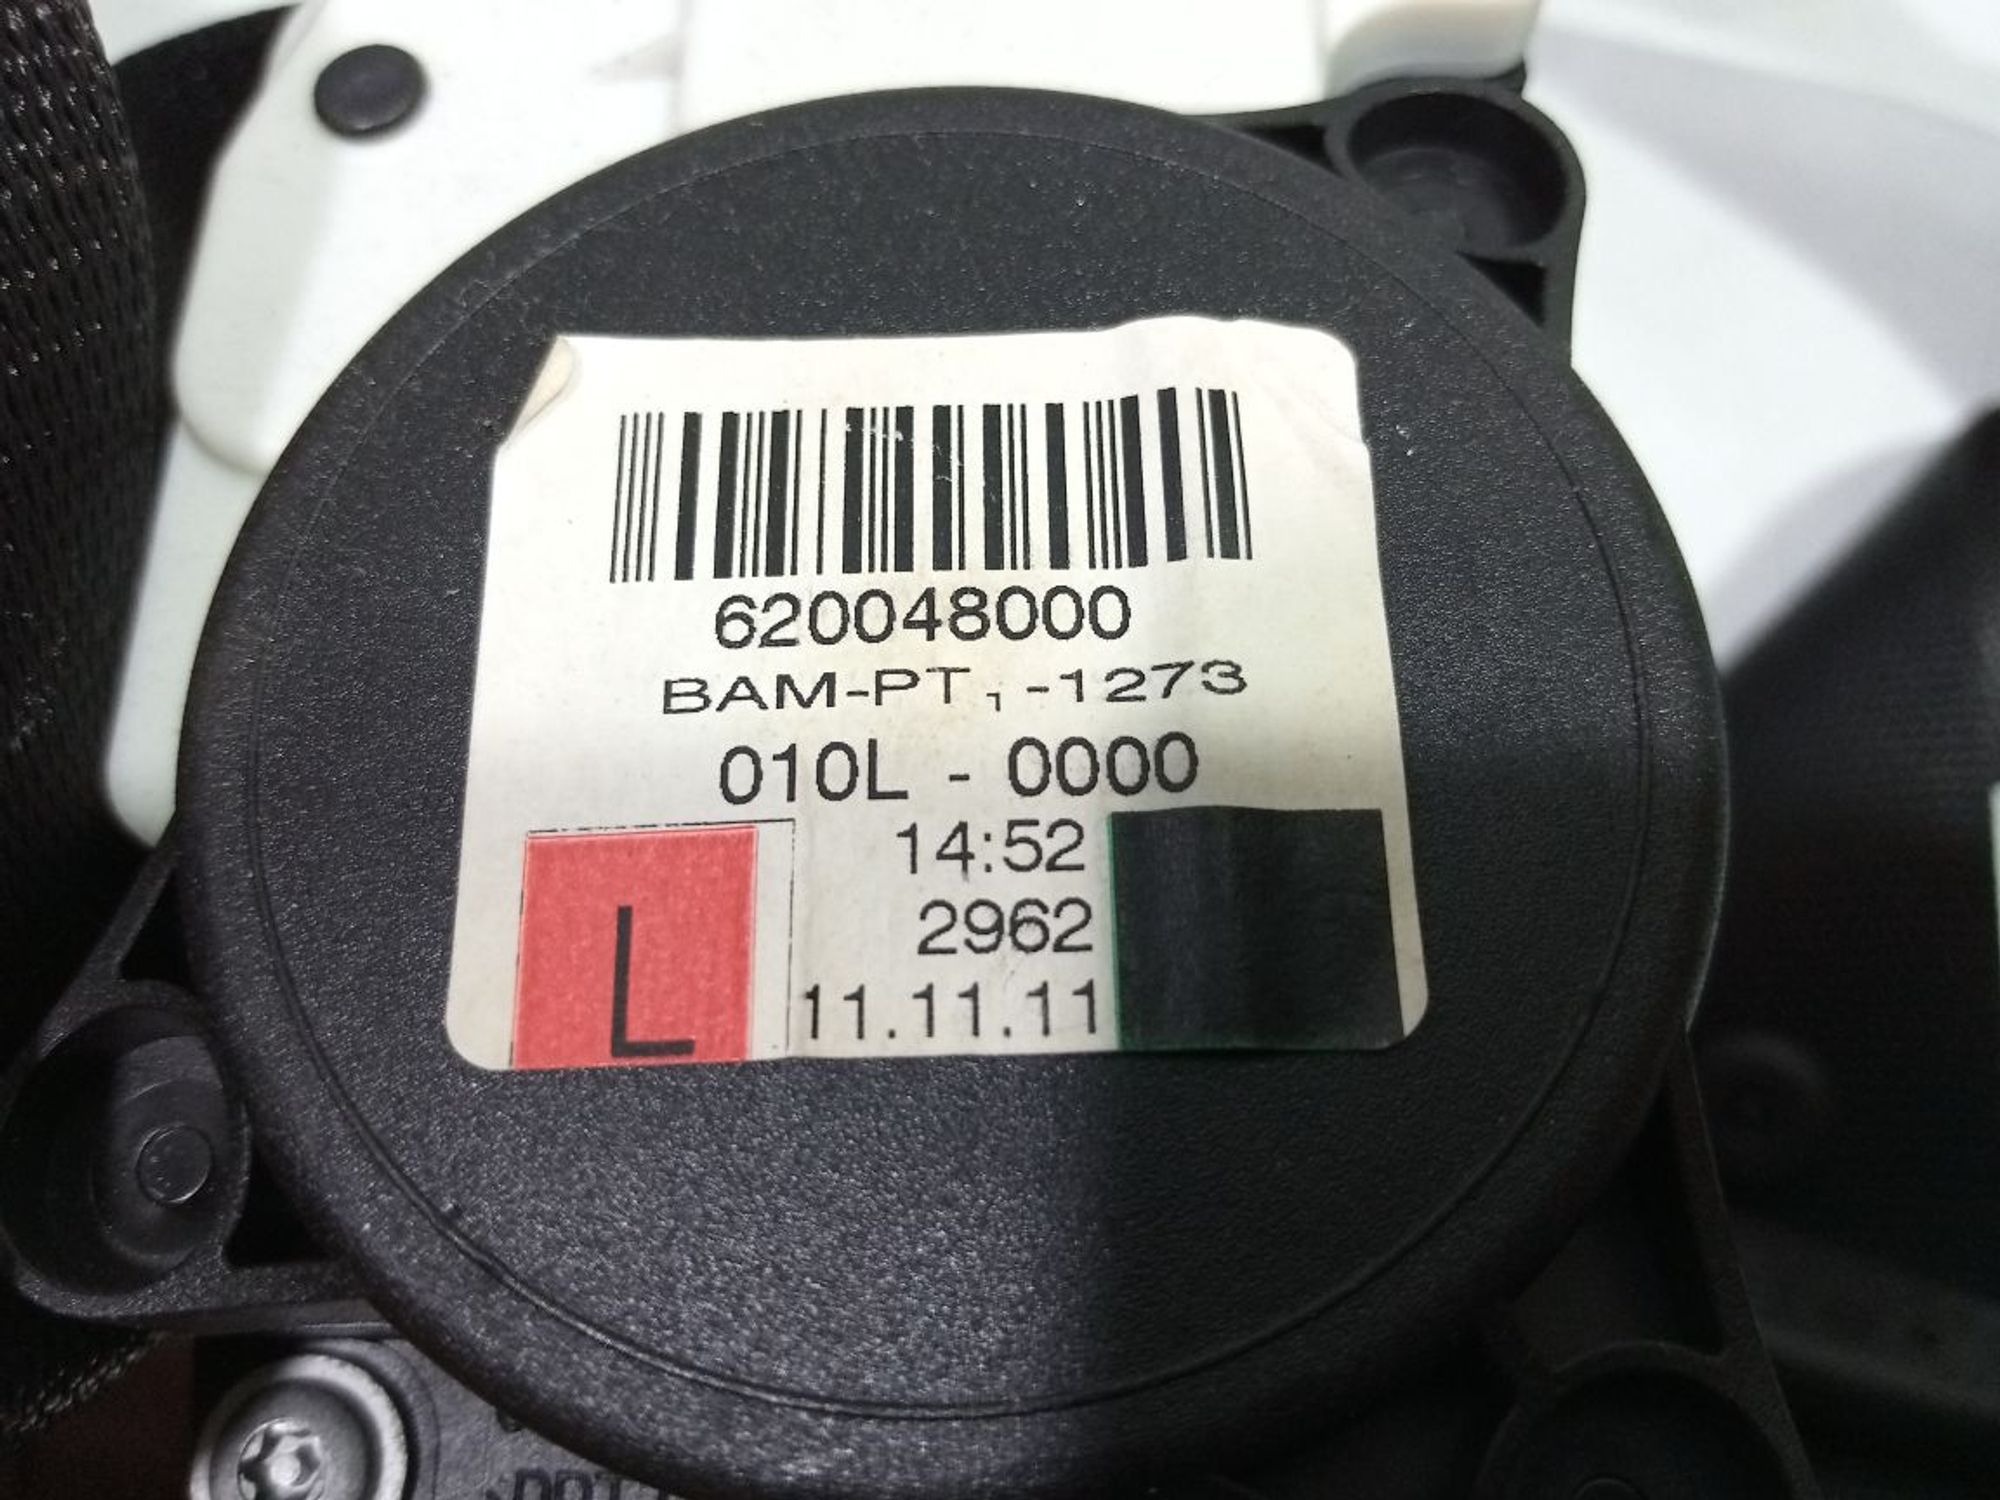 620048000
BAM-PT1-1273
010L - 0000
14:52
2962
L
11.11.11